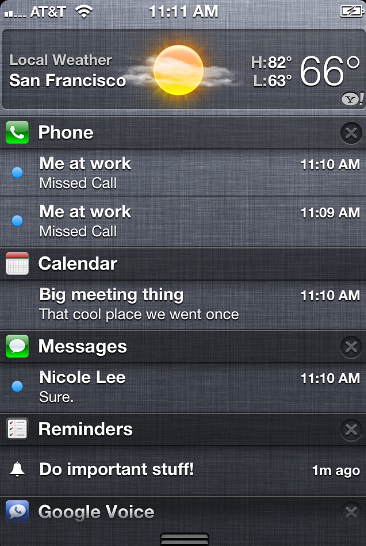 AT&T 11:11 AM
Local Weather
San Francisco
H:82°
L:63°
66°
Y!
Phone
Me at work 11:10 AM
Missed Call
Me at work 11:09 AM
Missed Call
Calendar
Big meeting thing 11:10 AM
That cool place we went once
Messages
Nicole Lee 11:10 AM
Sure.
Reminders
Do important stuff! 1m ago
Google Voice